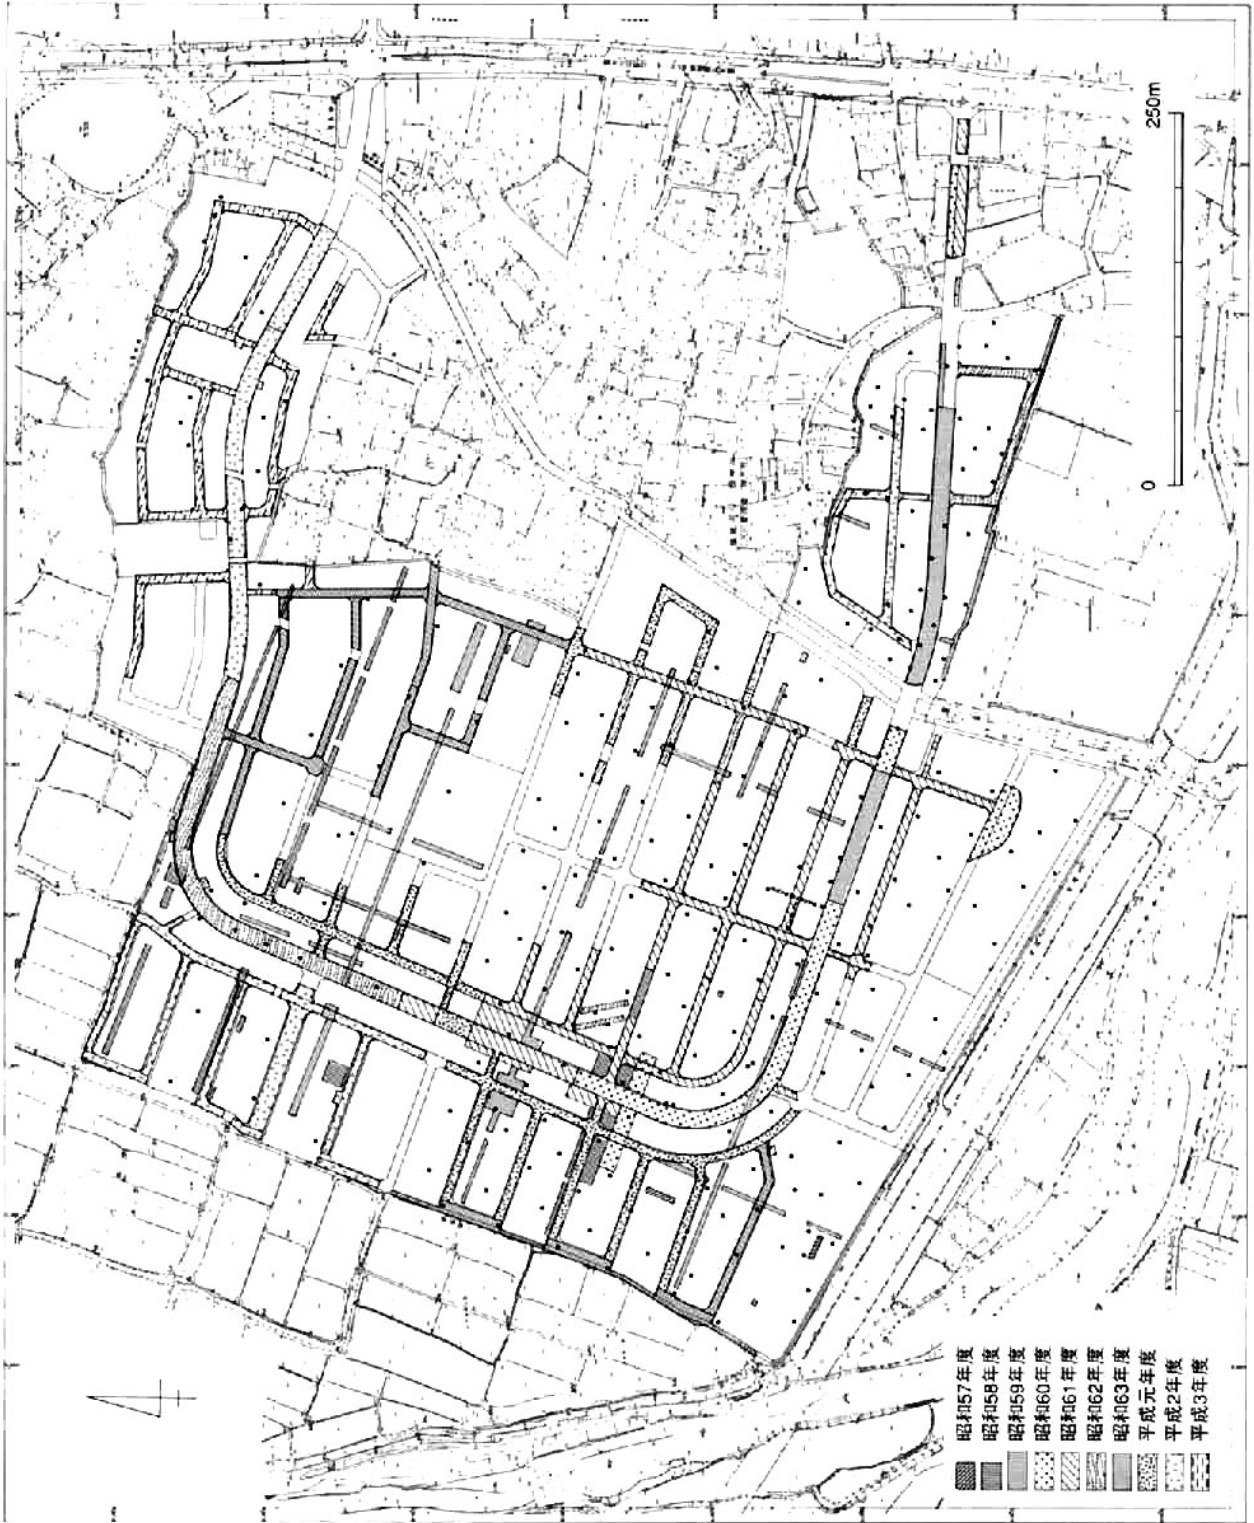 昭和57年度
昭和58年度
昭和59年度
昭和60年度
昭和61年度
昭和62年度
昭和63年度
平成元年度
平成2年度
平成3年度
0
250m